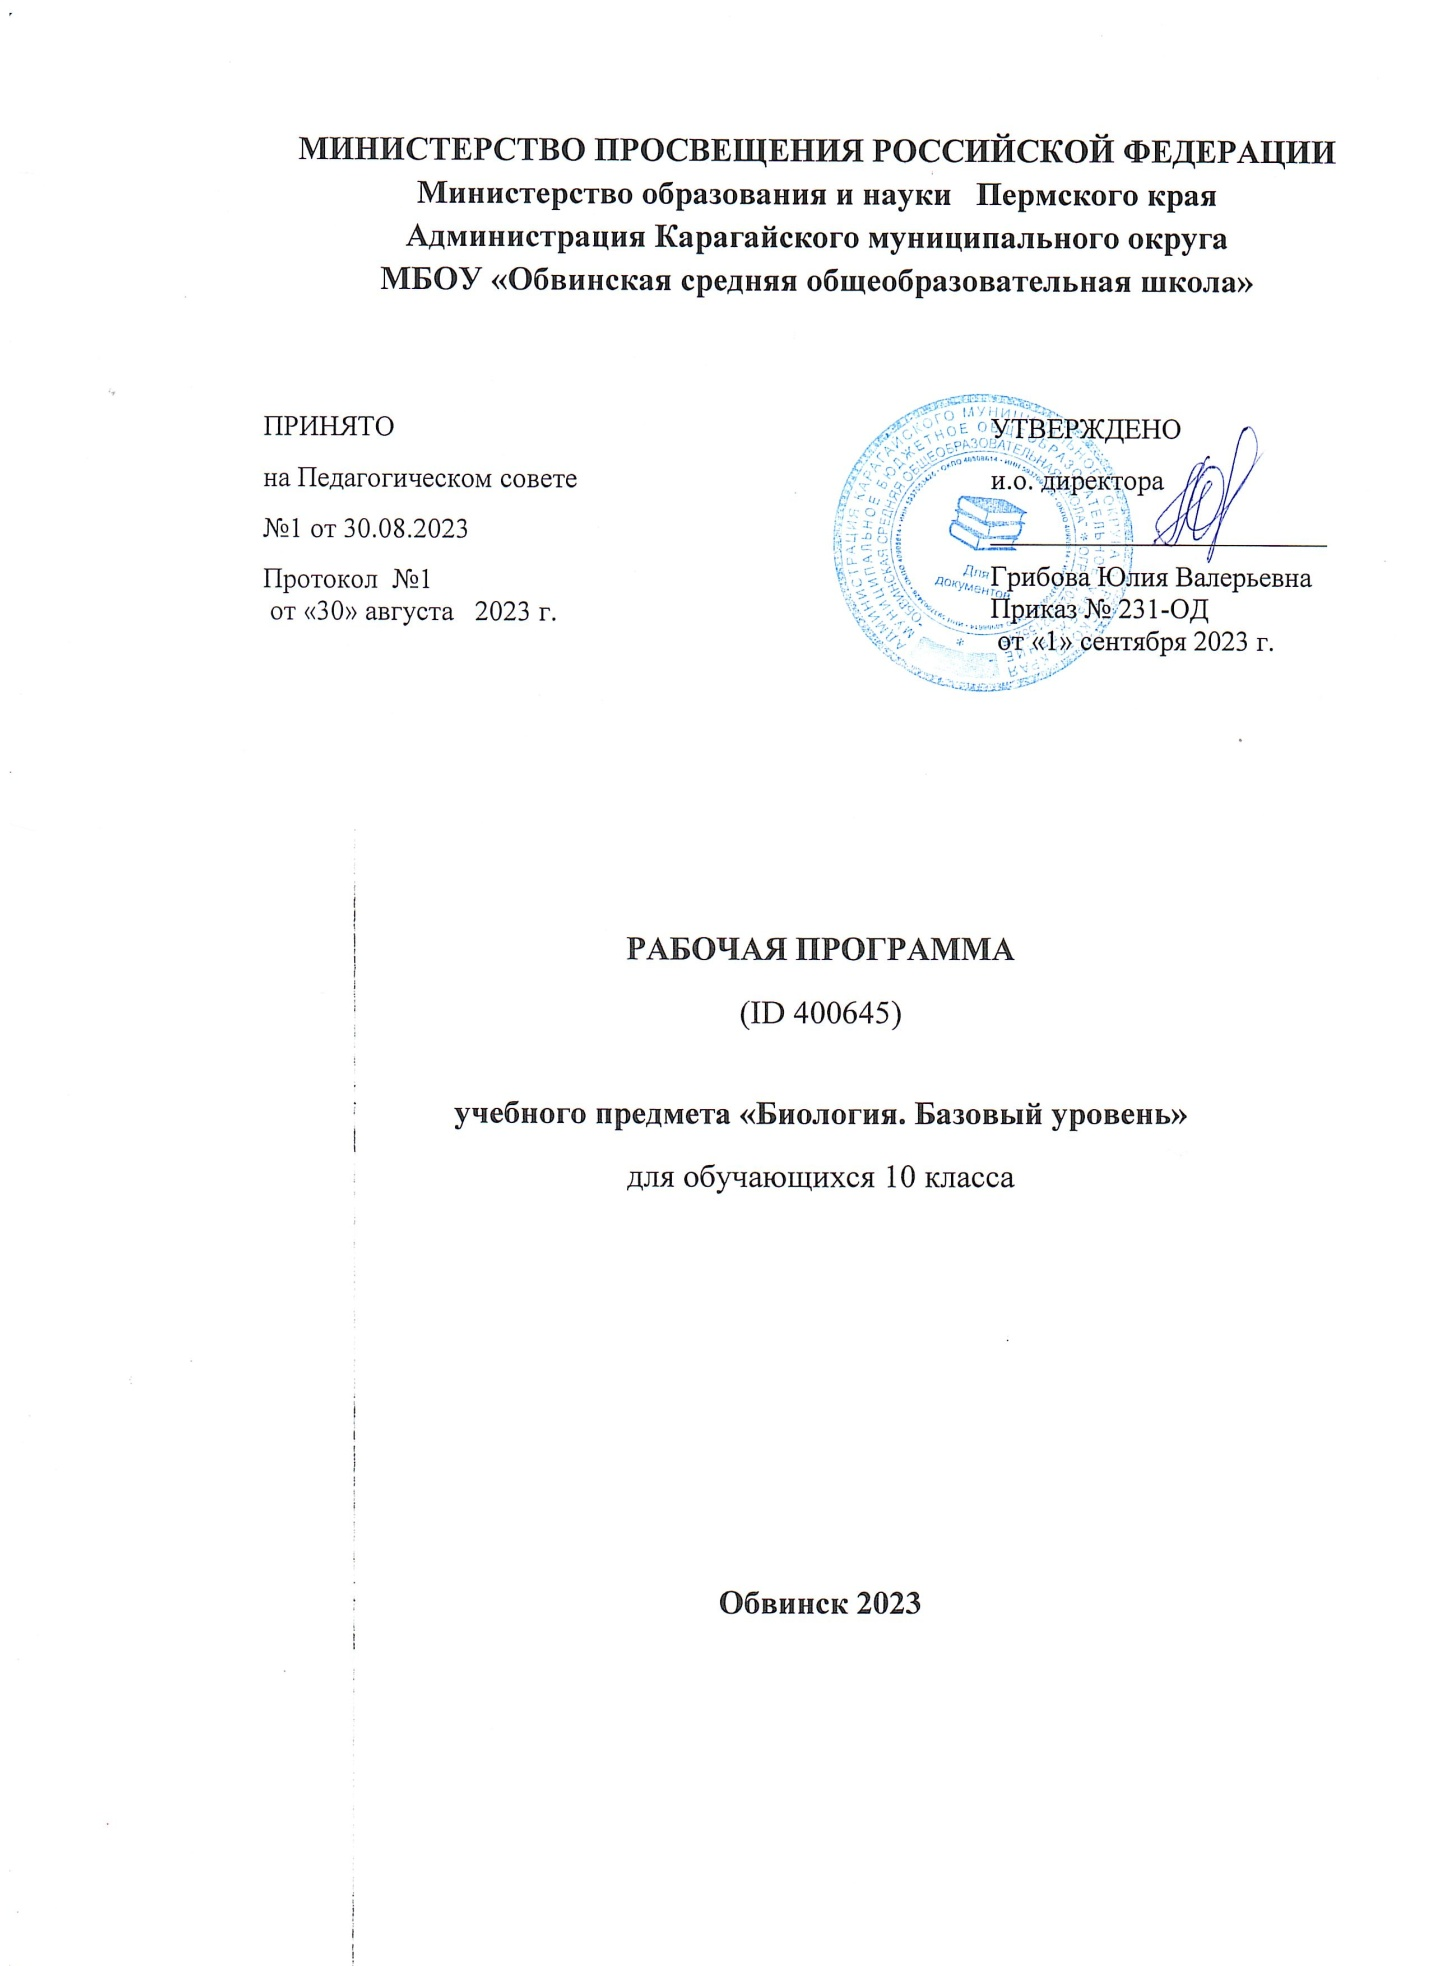 МИНИСТЕРСТВО ПРОСВЕЩЕНИЯ РОССИЙСКОЙ ФЕДЕРАЦИИ
Министерство образования и науки   Пермского края
Администрация Карагайского муниципального округа
МБОУ «Обвинская средняя общеобразовательная школа»
ПРИНЯТО
на Педагогическом совете
№1 от 30.08.2023
Протокол  №1
от «30» августа   2023 г.
УТВЕРЖДЕНО
и.о. директора
Грибова Юлия Валерьевна
Приказ № 231-ОД
от «1» сентября 2023 г.
Для
документов
РАБОЧАЯ ПРОГРАММА
(ID 400645)
учебного предмета «Биология. Базовый уровень»
для обучающихся 10 класса
Обвинск 2023